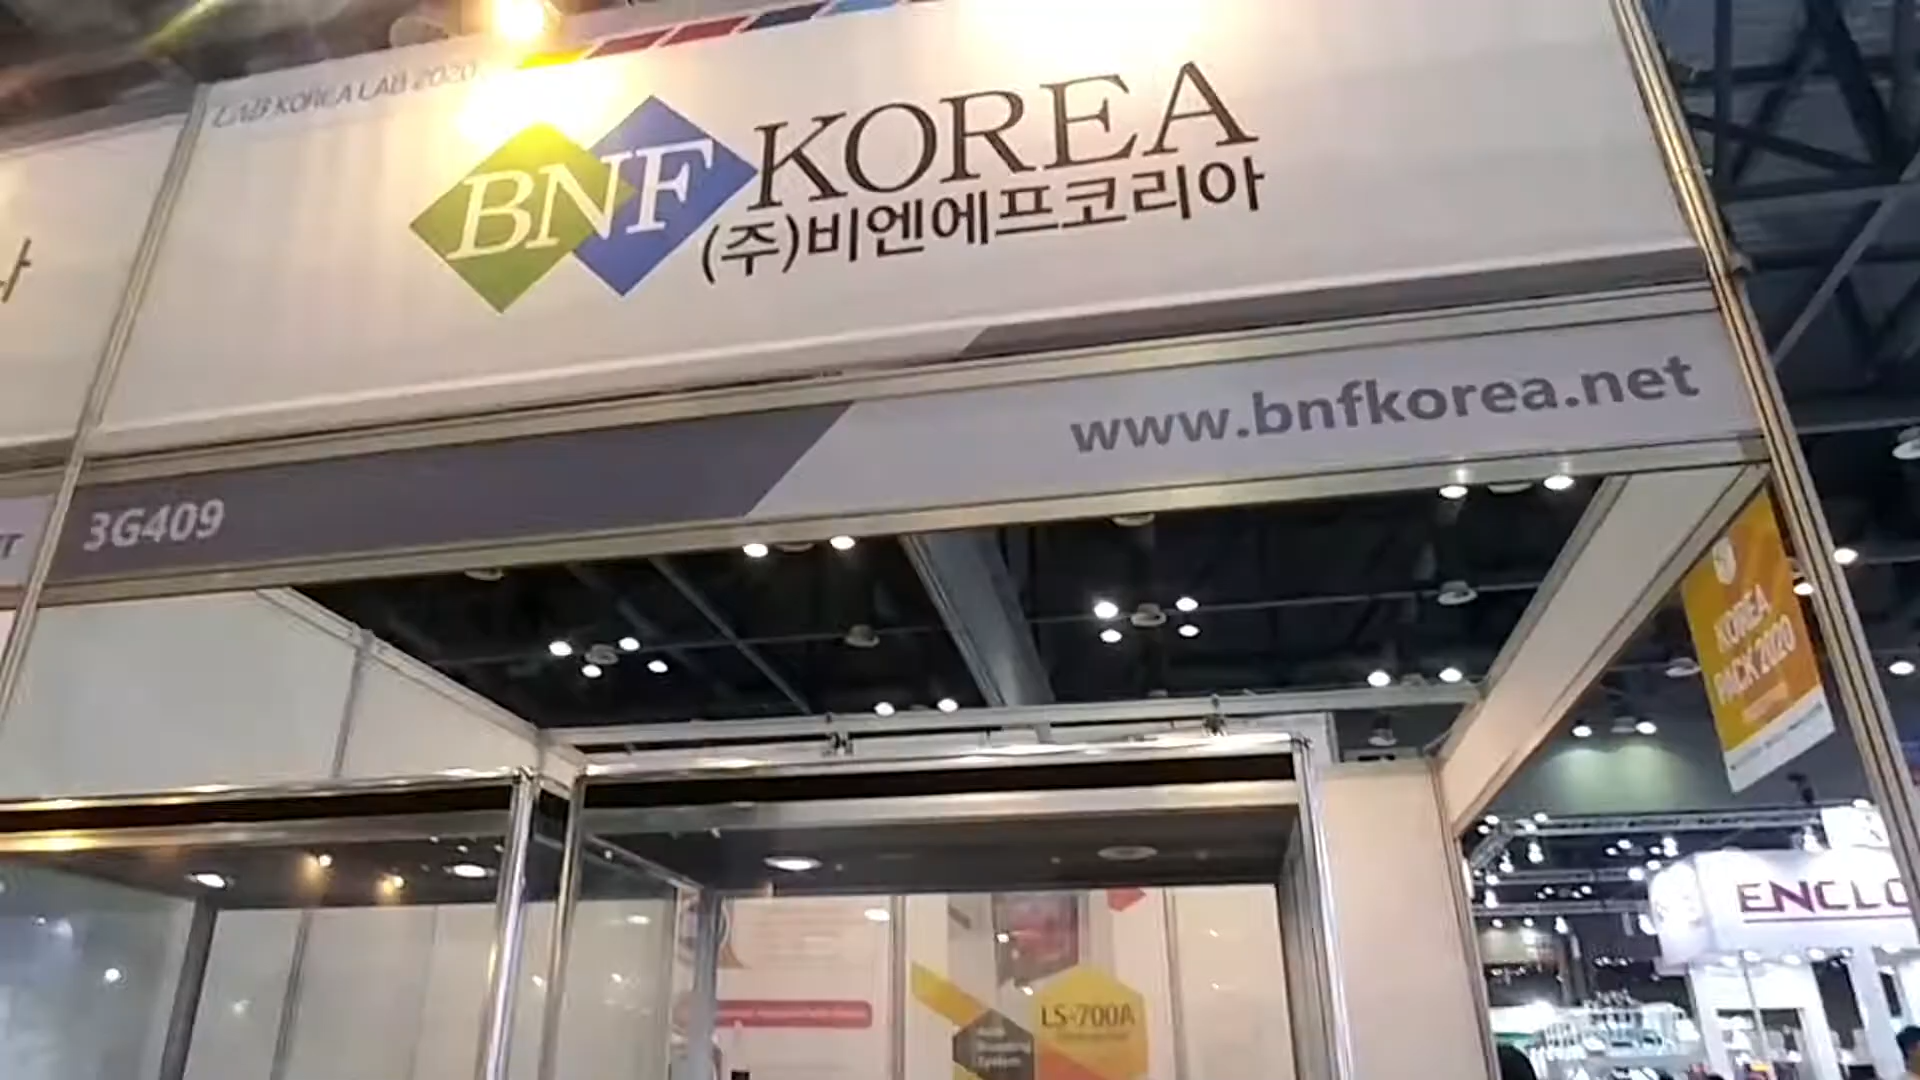 LAB KOREA LAB 2020
BNF KOREA
(주)비엔에프코리아
www.bnfkorea.net
3G409
KOREA
PACK 2020
ENCLO
LS-700A